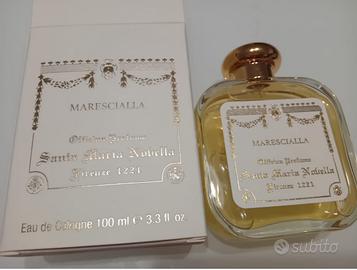 MARESCIALLA
Officina Profumo
Santa Maria Novella
Firenze 1221
Eau de Cologne 100 ml ℮ 3.3 fl. oz.
MARESCIALLA
Officina Profumo
Santa Maria Novella
Firenze 1221
subito